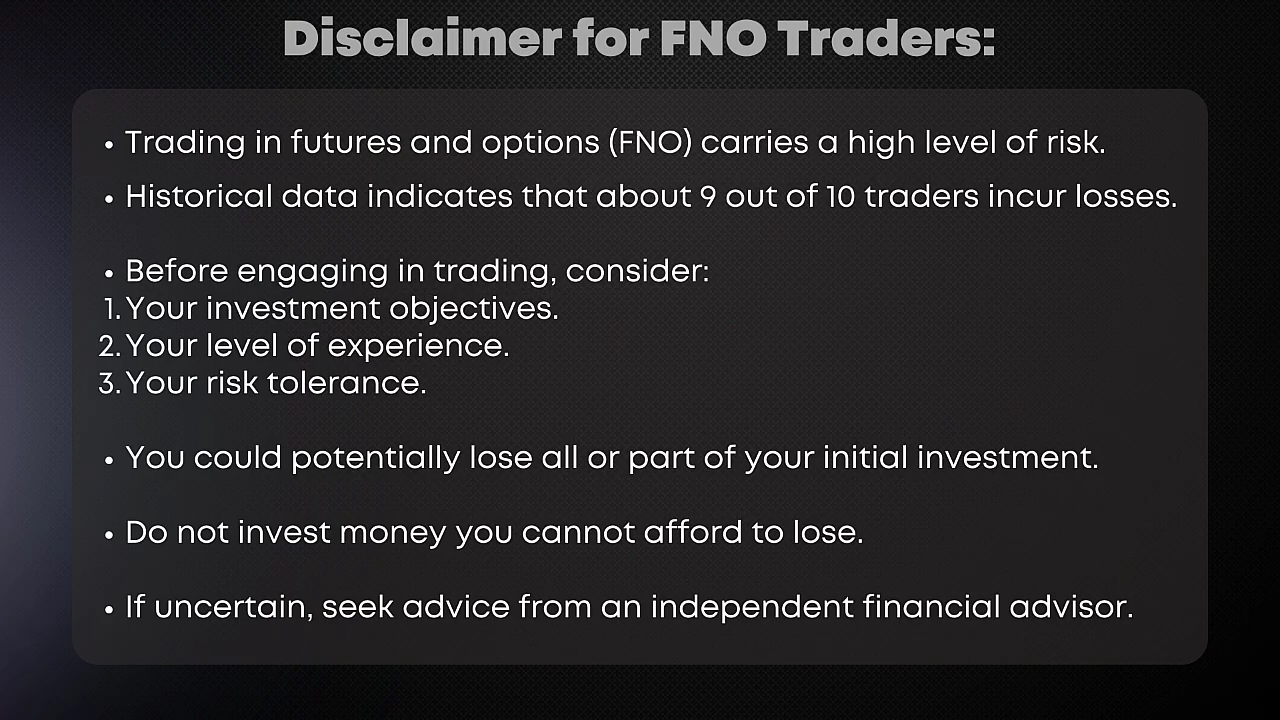 Disclaimer for FNO Traders:
• Trading in futures and options (FNO) carries a high level of risk.
• Historical data indicates that about 9 out of 10 traders incur losses.
• Before engaging in trading, consider:
1. Your investment objectives.
2. Your level of experience.
3. Your risk tolerance.
• You could potentially lose all or part of your initial investment.
• Do not invest money you cannot afford to lose.
• If uncertain, seek advice from an independent financial advisor.